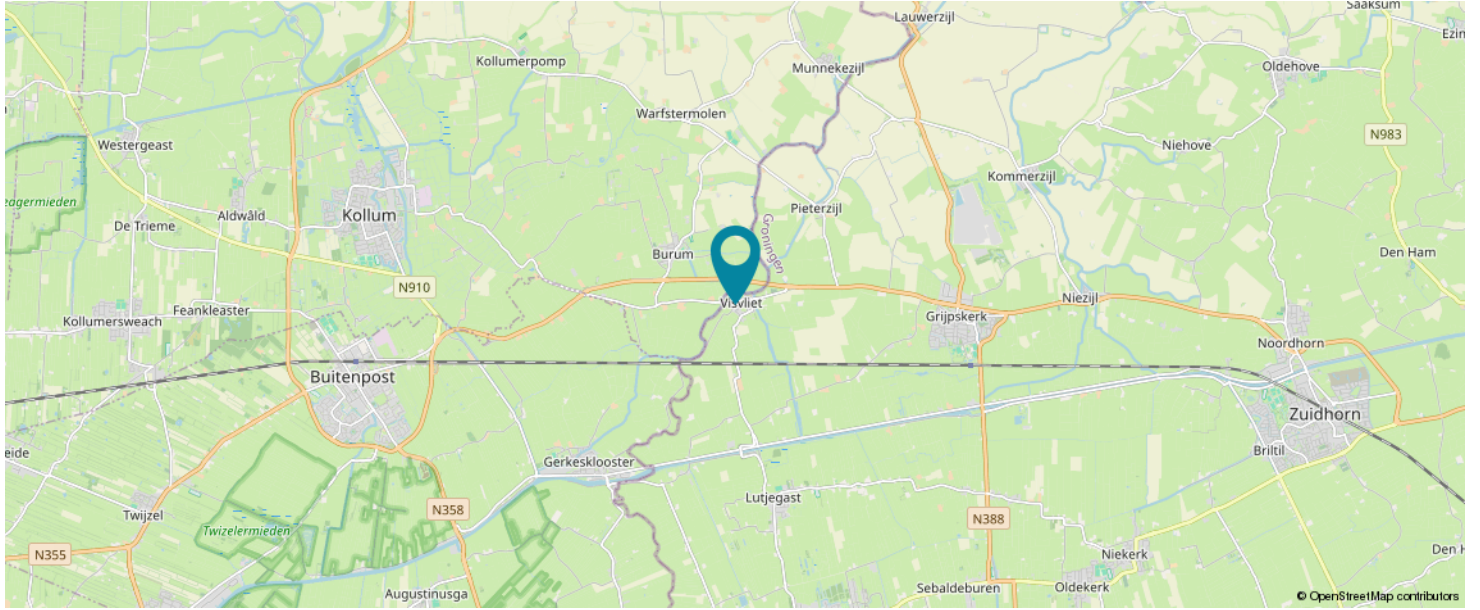 Saaksum
Lauwerzijl
Ezin
Kollumerpomp
Munnekezijl
Oldehove
Warfstermolen
N983
Westergeast
Niehove
Kommerzijl
eagermieden
Aldwâld
Kollum
Pieterzijl
De Trieme
Groningen
Burum
Den Ham
N910
Niezijl
Visvliet
Feankleaster
Kollumersweach
Grijpskerk
Noordhorn
Buitenpost
Zuidhorn
eide
Briltil
Gerkesklooster
Lutjegast
Twijzel
N358
N388
Twizelermieden
N355
Niekerk
Den H
Sebaldeburen
Oldekerk
Augustinusga
© OpenStreetMap contributors